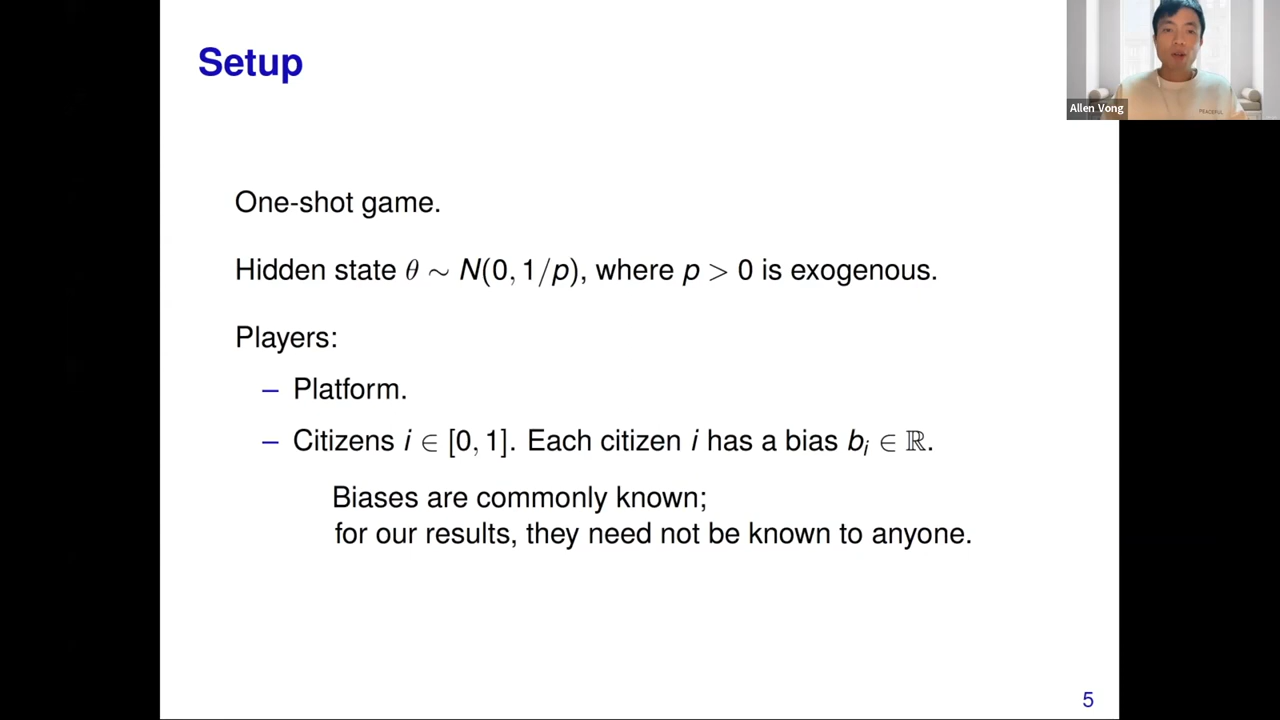 Setup
Allen Vong
One-shot game.
Hidden state θ ∼ N(0, 1/p), where p > 0 is exogenous.
Players:
– Platform.
– Citizens i ∈ [0, 1]. Each citizen i has a bias bᵢ ∈ ℝ.
Biases are commonly known;
for our results, they need not be known to anyone.
5